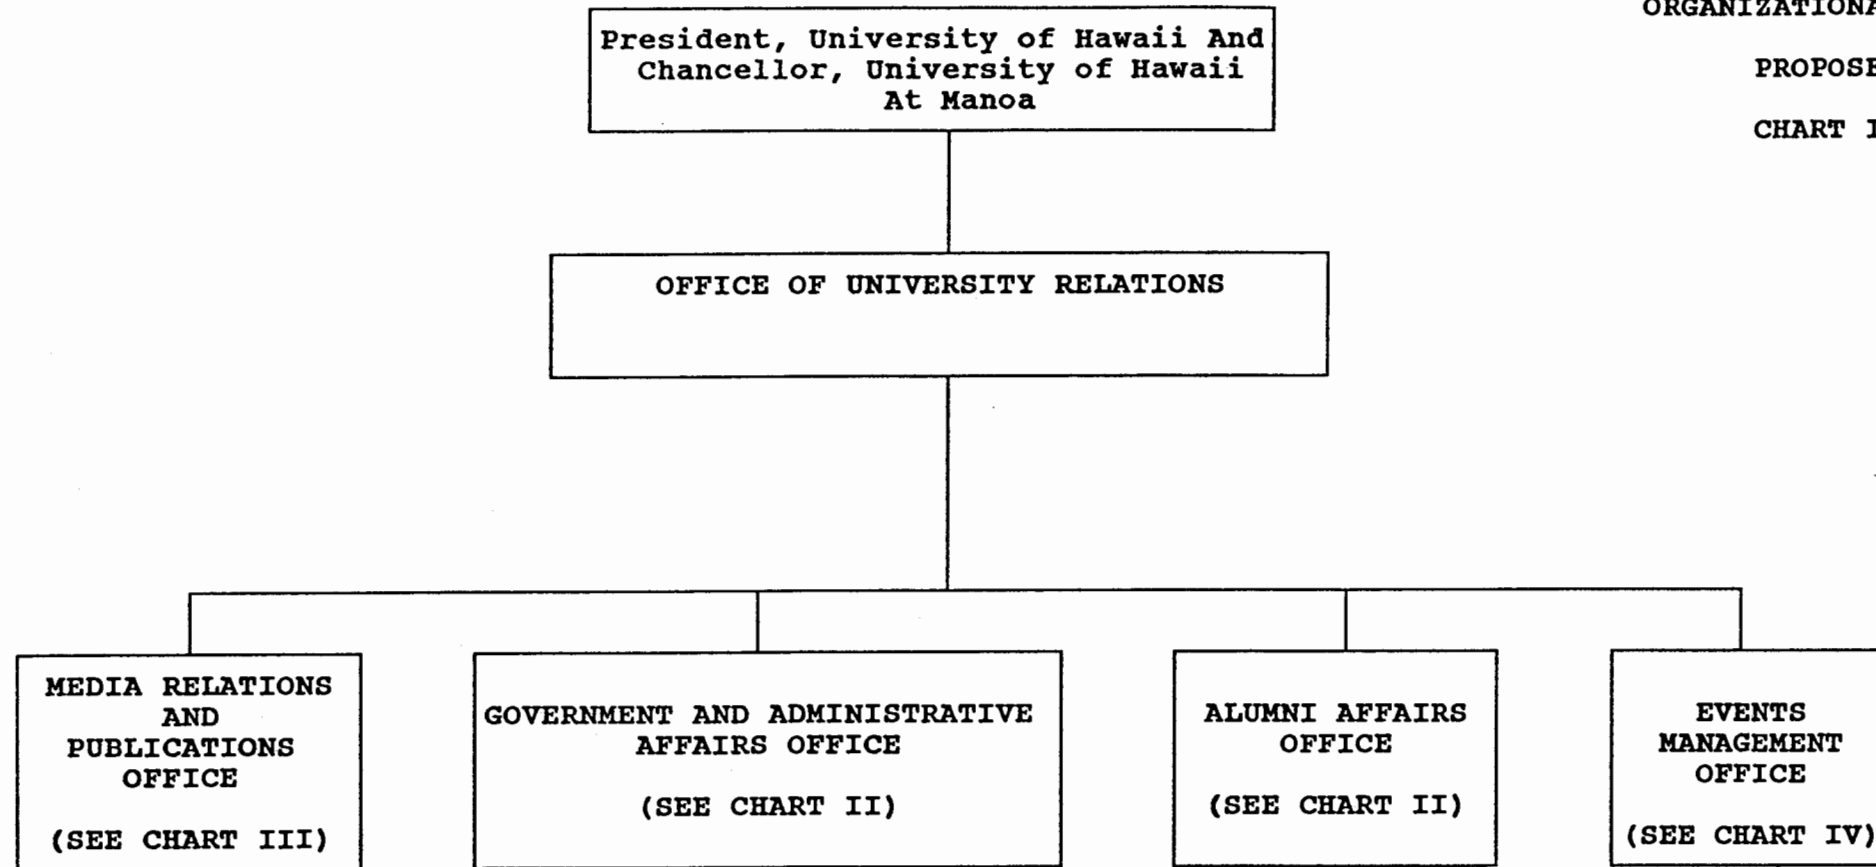 ORGANIZATIONA
PROPOSE
CHART I
President, University of Hawaii And
Chancellor, University of Hawaii
At Manoa
OFFICE OF UNIVERSITY RELATIONS
MEDIA RELATIONS
AND
PUBLICATIONS
OFFICE
(SEE CHART III)
GOVERNMENT AND ADMINISTRATIVE
AFFAIRS OFFICE
(SEE CHART II)
ALUMNI AFFAIRS
OFFICE
(SEE CHART II)
EVENTS
MANAGEMENT
OFFICE
(SEE CHART IV)